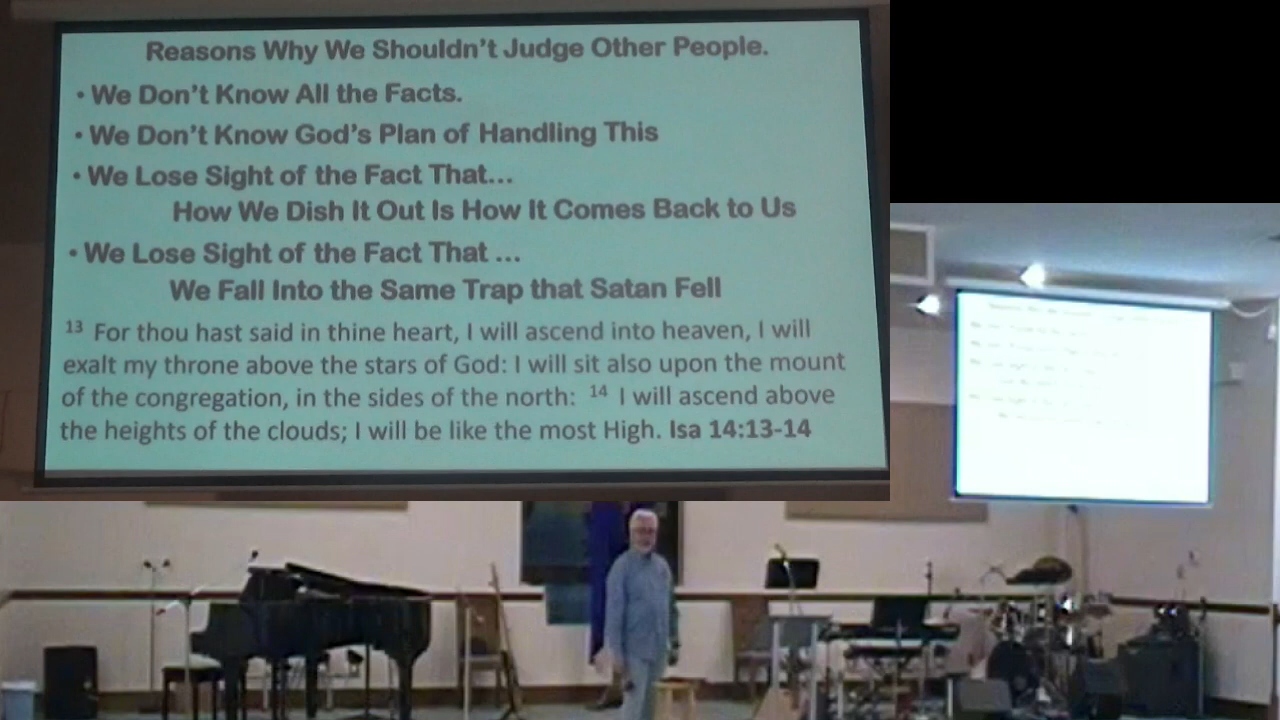 Reasons Why We Shouldn't Judge Other People.
• We Don't Know All the Facts.
• We Don't Know God's Plan of Handling This
• We Lose Sight of the Fact That...
How We Dish It Out Is How It Comes Back to Us
• We Lose Sight of the Fact That ...
We Fall Into the Same Trap that Satan Fell
13 For thou hast said in thine heart, I will ascend into heaven, I will
exalt my throne above the stars of God: I will sit also upon the mount
of the congregation, in the sides of the north: 14 I will ascend above
the heights of the clouds; I will be like the most High. Isa 14:13-14